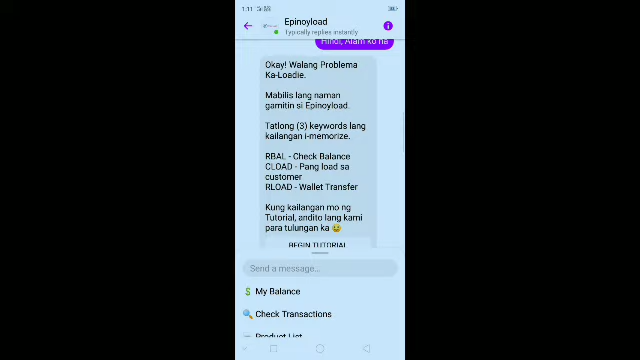 1:11
Epinoyload
Typically replies instantly
Hindi, Alam ko na
Okay! Walang Problema
Ka-Loadie.
Mabilis lang naman
gamitin si Epinoyload.
Tatlong (3) keywords lang
kailangan i-memorize.
RBAL - Check Balance
CLOAD - Pang load sa
customer
RLOAD - Wallet Transfer
Kung kailangan mo ng
Tutorial, andito lang kami
para tulungan ka 😄
BEGIN TUTORIAL
Send a message...
My Balance
Check Transactions
Product List